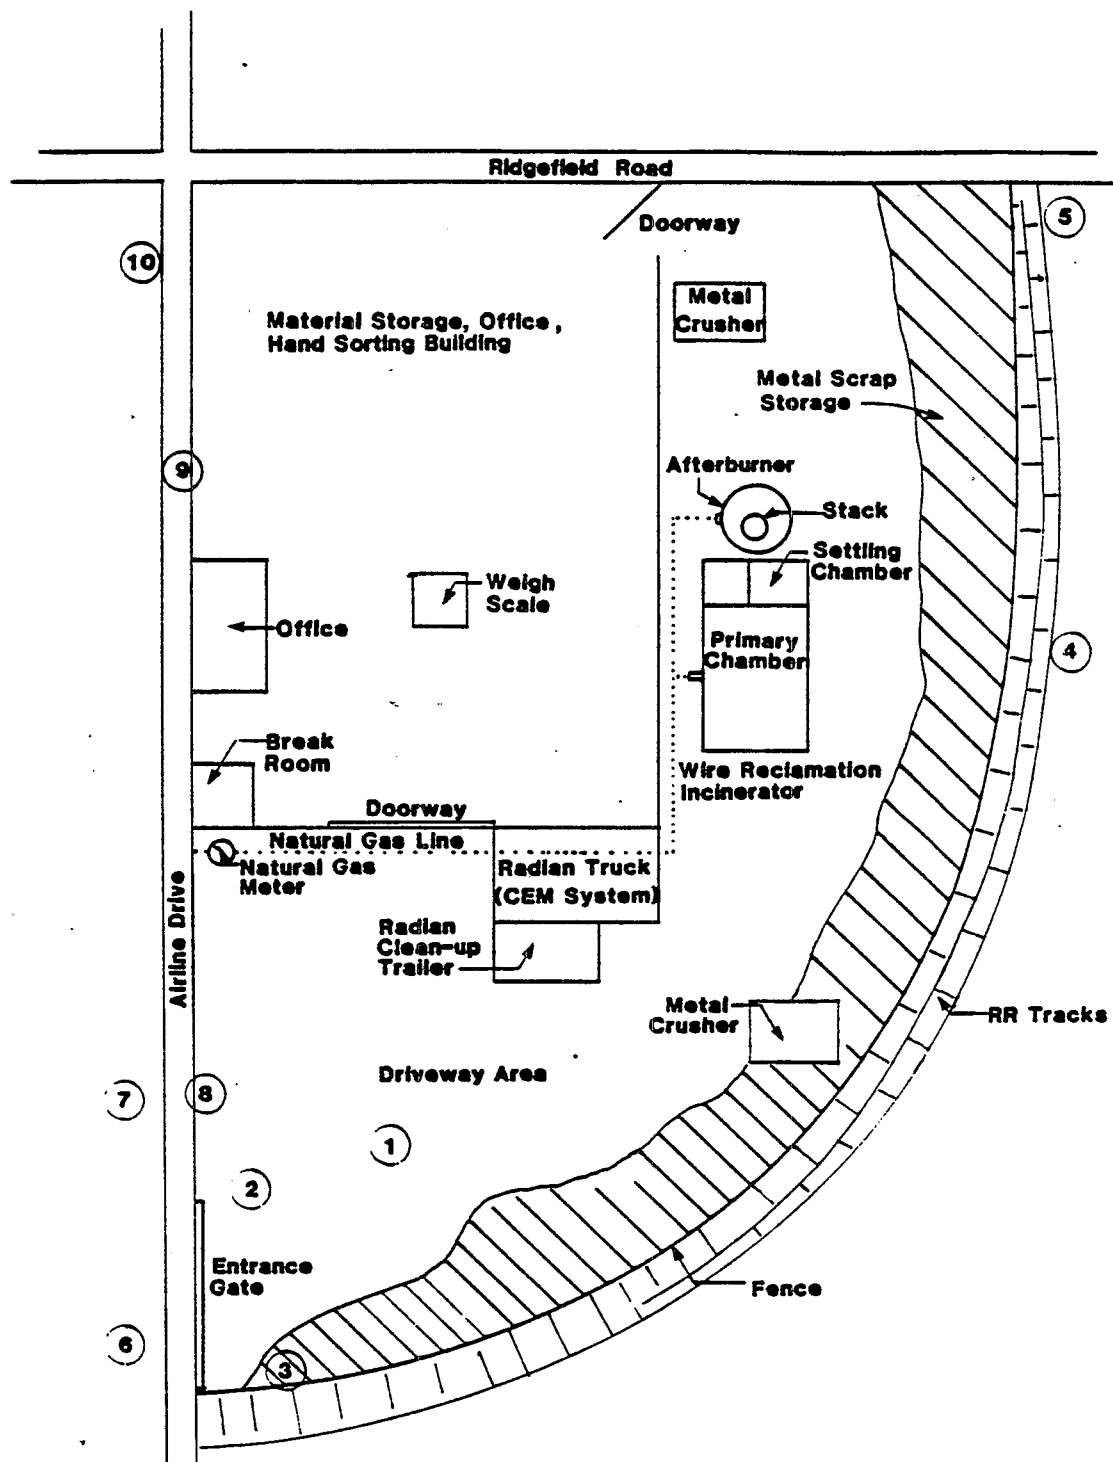 Ridgefield Road
Doorway
5
10
Metal
Crusher
Material Storage, Office,
Hand Sorting Building
Metal Scrap
Storage
9
Afterburner
Stack
Settling
Chamber
Weigh
Scale
Office
Primary
Chamber
4
Break
Room
Wire Reclamation
Incinerator
Doorway
Natural Gas Line
Natural Gas
Meter
Radian Truck
(CEM System)
Airline Drive
Radian
Clean-up
Trailer
Metal
Crusher
RR Tracks
Driveway Area
7
8
1
2
Entrance
Gate
Fence
6
3